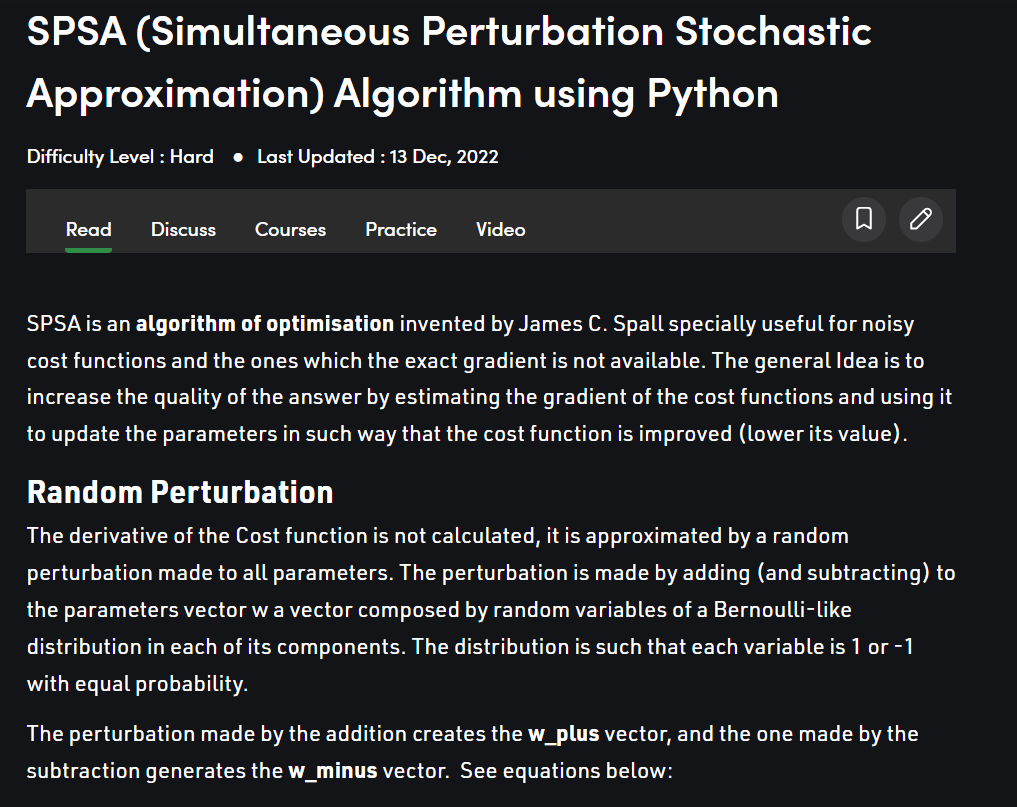 SPSA (Simultaneous Perturbation Stochastic
Approximation) Algorithm using Python
Difficulty Level : Hard ● Last Updated : 13 Dec, 2022
Read Discuss Courses Practice Video
SPSA is an algorithm of optimisation invented by James C. Spall specially useful for noisy
cost functions and the ones which the exact gradient is not available. The general Idea is to
increase the quality of the answer by estimating the gradient of the cost functions and using it
to update the parameters in such way that the cost function is improved (lower its value).
Random Perturbation
The derivative of the Cost function is not calculated, it is approximated by a random
perturbation made to all parameters. The perturbation is made by adding (and subtracting) to
the parameters vector w a vector composed by random variables of a Bernoulli-like
distribution in each of its components. The distribution is such that each variable is 1 or -1
with equal probability.
The perturbation made by the addition creates the w_plus vector, and the one made by the
subtraction generates the w_minus vector. See equations below: